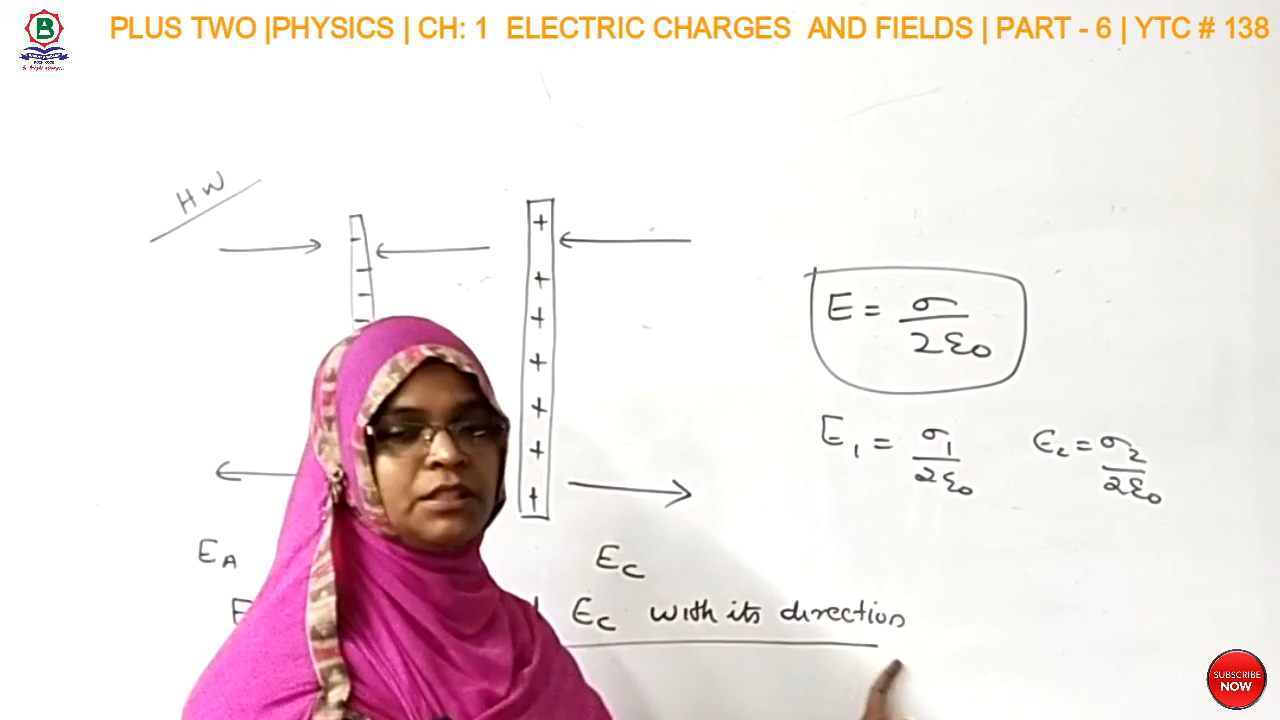 PLUS TWO |PHYSICS | CH: 1 ELECTRIC CHARGES AND FIELDS | PART - 6 | YTC # 138
B
HW
E = σ/2ε₀
E₁ = σ₁/2ε₀
E₂ = σ₂/2ε₀
E_A
E_C
E_C with its direction
SUBSCRIBE
NOW